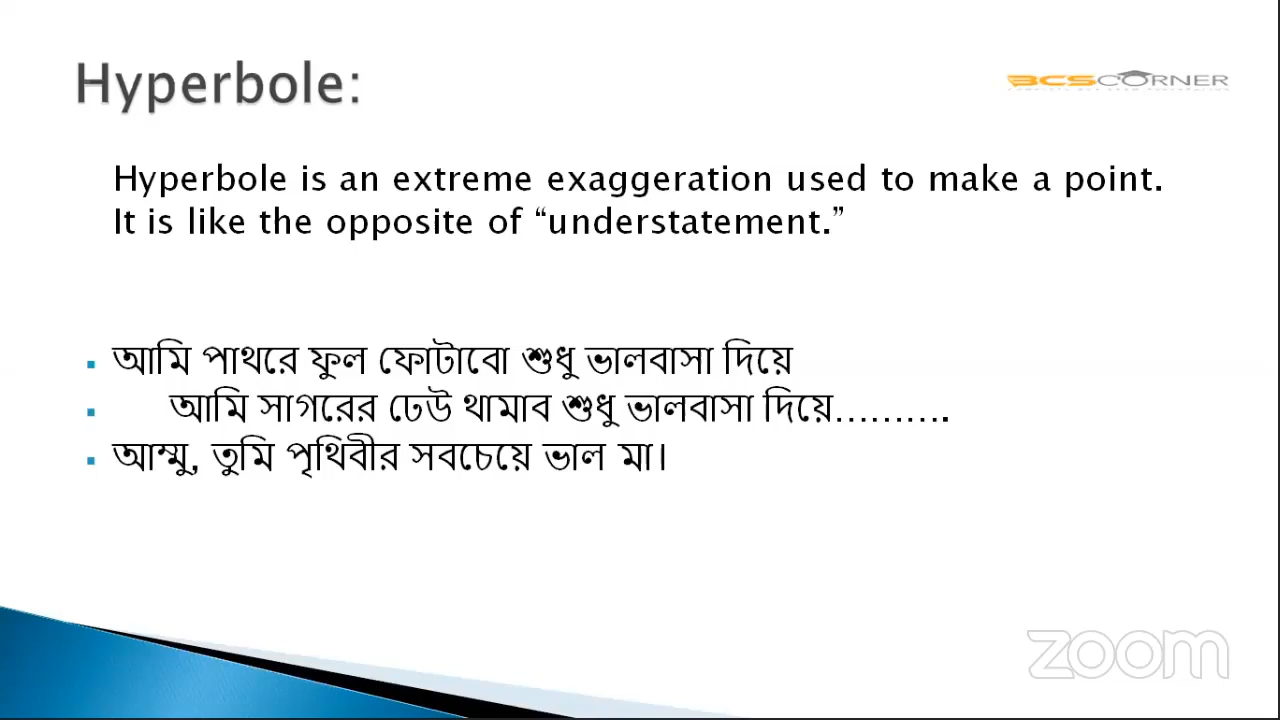 Hyperbole:
BCSCORNER
Hyperbole is an extreme exaggeration used to make a point.
It is like the opposite of “understatement.”
আমি পাথরে ফুল ফোটাবো শুধু ভালবাসা দিয়ে
আমি সাগরের ঢেউ থামাব শুধু ভালবাসা দিয়ে……….
আম্মু, তুমি পৃথিবীর সবচেয়ে ভাল মা।
zoom